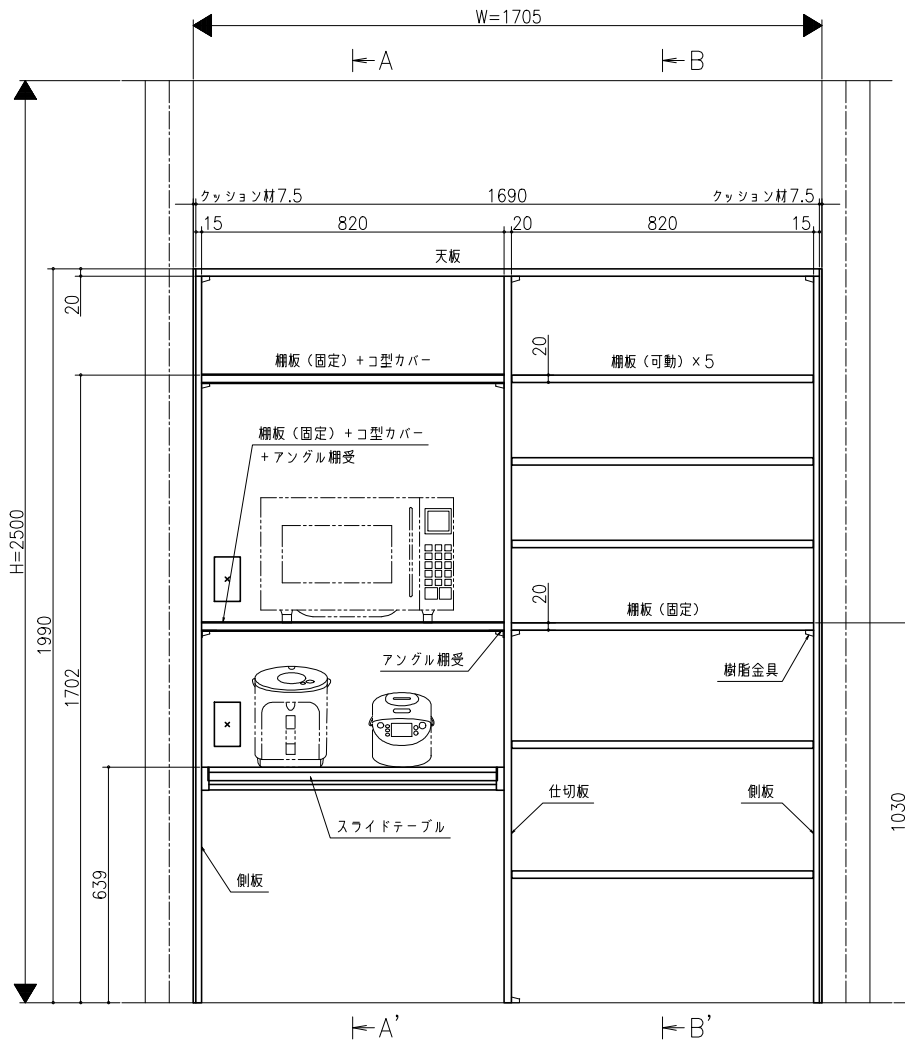 W=1705
A
B
クッション材7.5
1690
クッション材7.5
15
820
20
820
15
天板
20
棚板（固定）＋コ型カバー
20
棚板（可動）×5
棚板（固定）＋コ型カバー
＋アングル棚受
H=2500
20
棚板（固定）
1990
1702
アングル棚受
樹脂金具
仕切板
側板
1030
スライドテーブル
639
側板
A'
B'